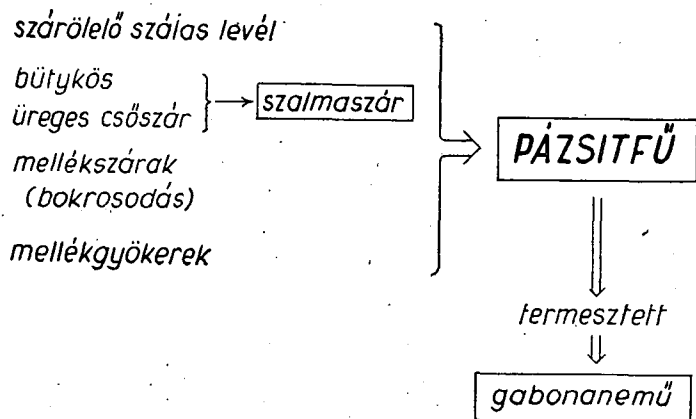 szárölelő szálas levél
bütykös
üreges csőszár
szalmaszár
mellékszárak
(bokrosodás)
mellékgyökerek
PÁZSITFŰ
termesztett
gabonanemű